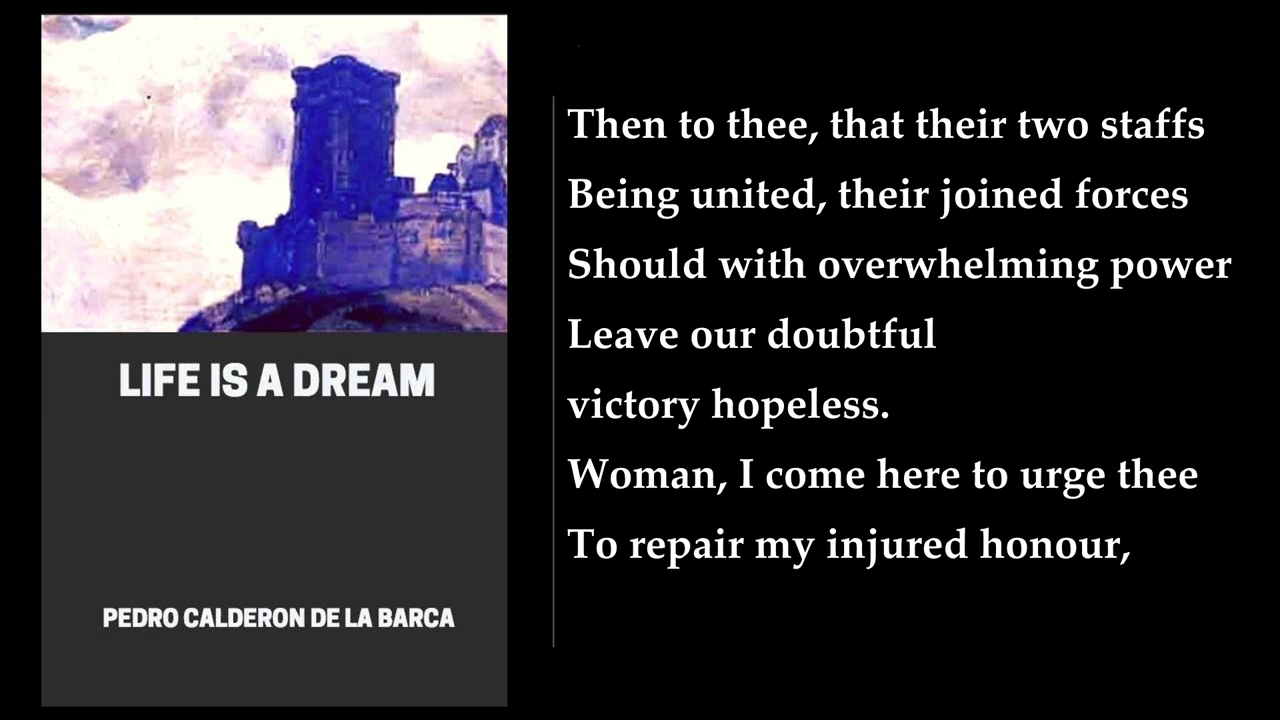 LIFE IS A DREAM
PEDRO CALDERON DE LA BARCA
Then to thee, that their two staffs
Being united, their joined forces
Should with overwhelming power
Leave our doubtful
victory hopeless.
Woman, I come here to urge thee
To repair my injured honour,